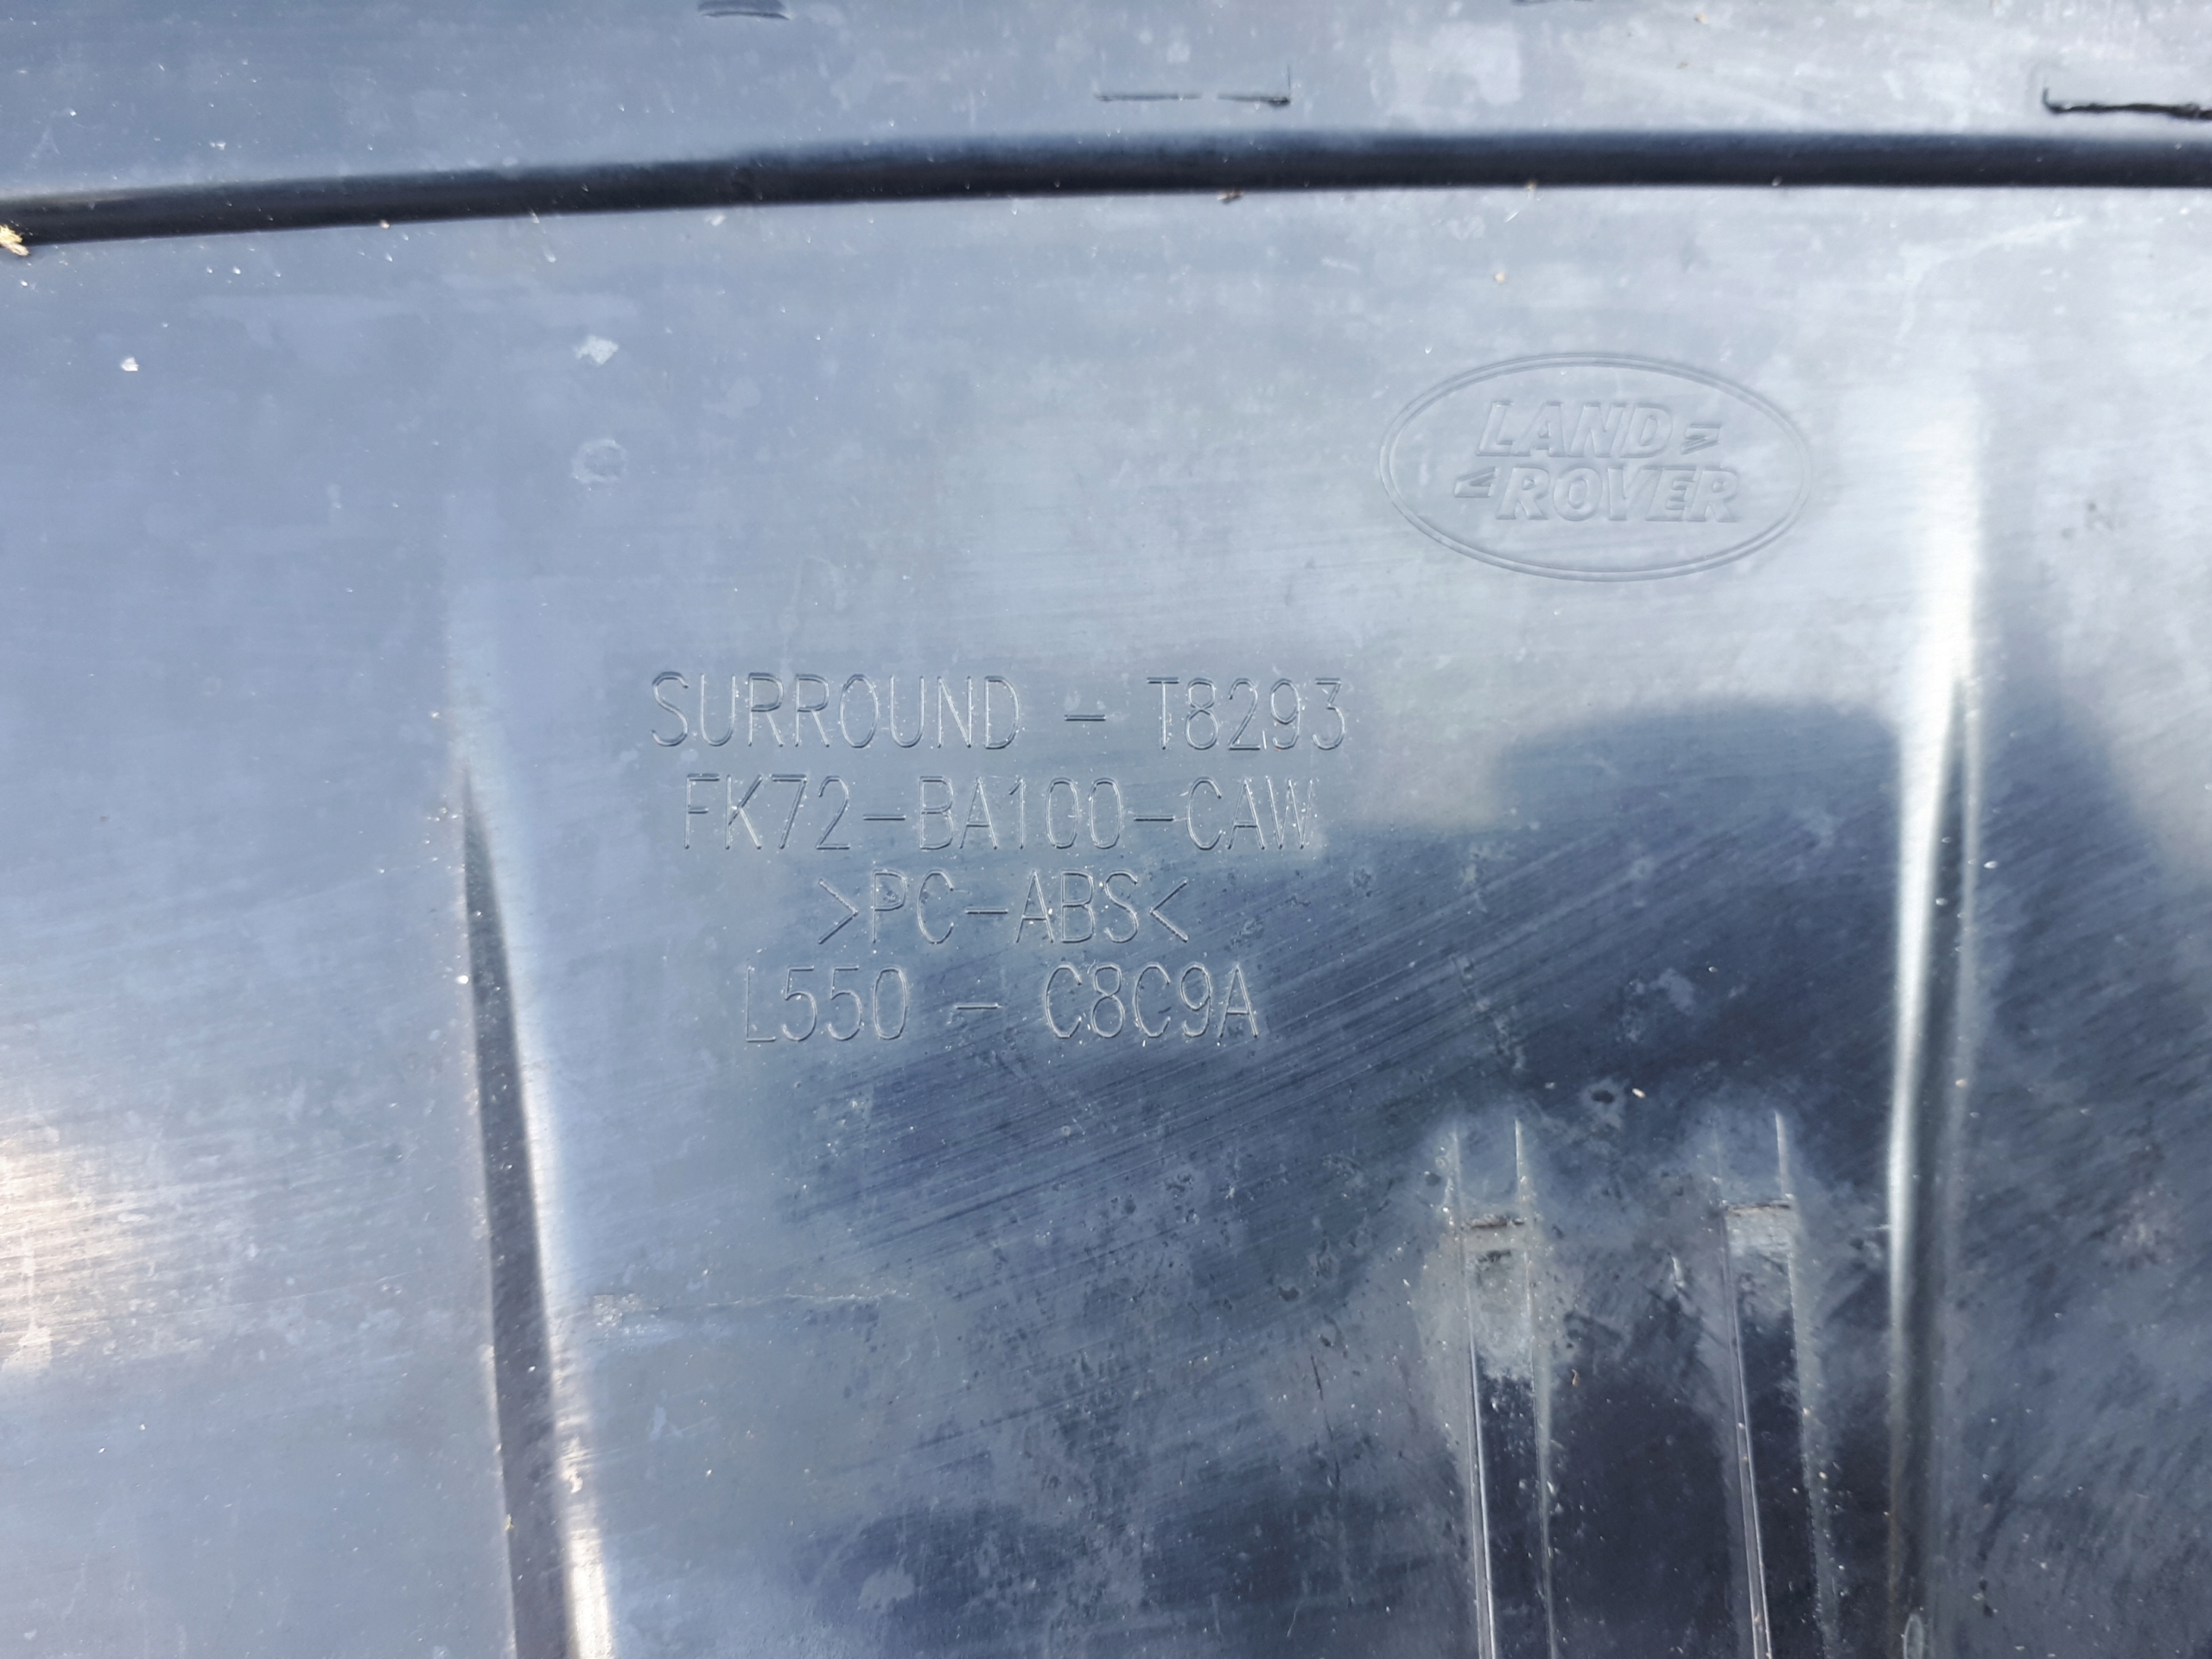 LAND
ROVER
SURROUND - T8293
FK72-BA100-CAW
>PC-ABS<
L550 - C8C9A